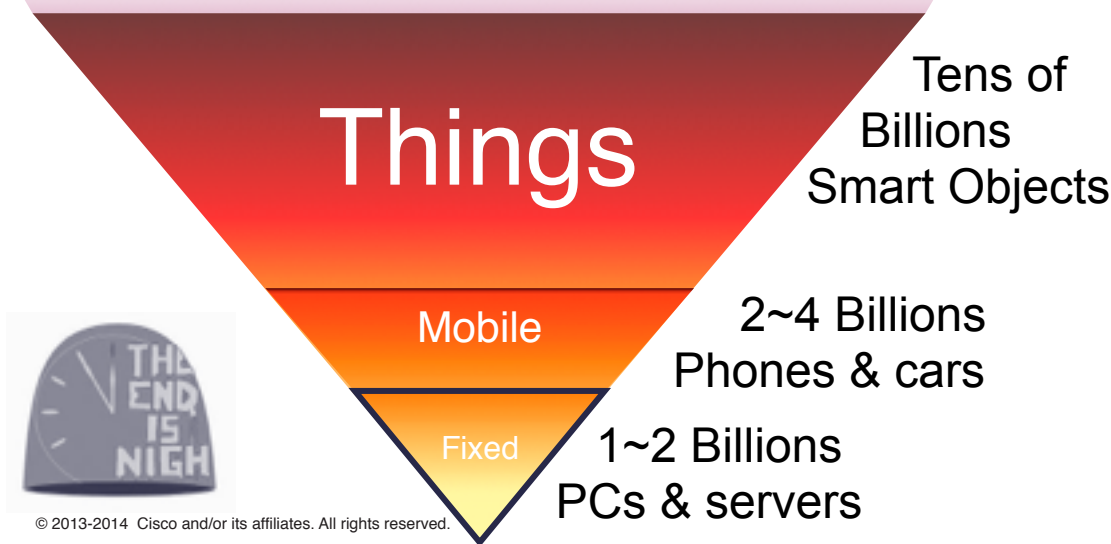 Things
Tens of
Billions
Smart Objects
Mobile
2~4 Billions
Phones & cars
THE
END
IS
NIGH
Fixed
1~2 Billions
PCs & servers
© 2013-2014 Cisco and/or its affiliates. All rights reserved.